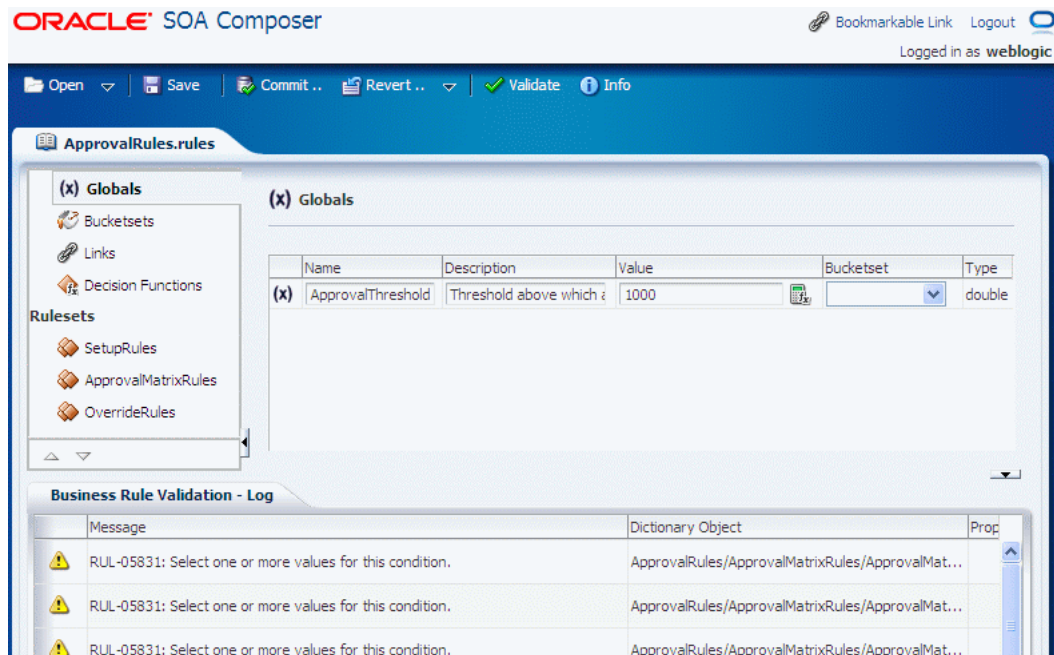 ORACLE SOA Composer
Bookmarkable Link Logout
Logged in as weblogic
Open Save Commit .. Revert .. Validate Info
ApprovalRules.rules
(x) Globals
Bucketsets
Links
Decision Functions
Rulesets
SetupRules
ApprovalMatrixRules
OverrideRules
(x) Globals
Name Description Value Bucketset Type
(x) ApprovalThreshold Threshold above which 1000 double
Business Rule Validation - Log
Message Dictionary Object Prop
RUL-05831: Select one or more values for this condition. ApprovalRules/ApprovalMatrixRules/ApprovalMat...
RUL-05831: Select one or more values for this condition. ApprovalRules/ApprovalMatrixRules/ApprovalMat...
RUL-05831: Select one or more values for this condition. ApprovalRules/ApprovalMatrixRules/ApprovalMat...